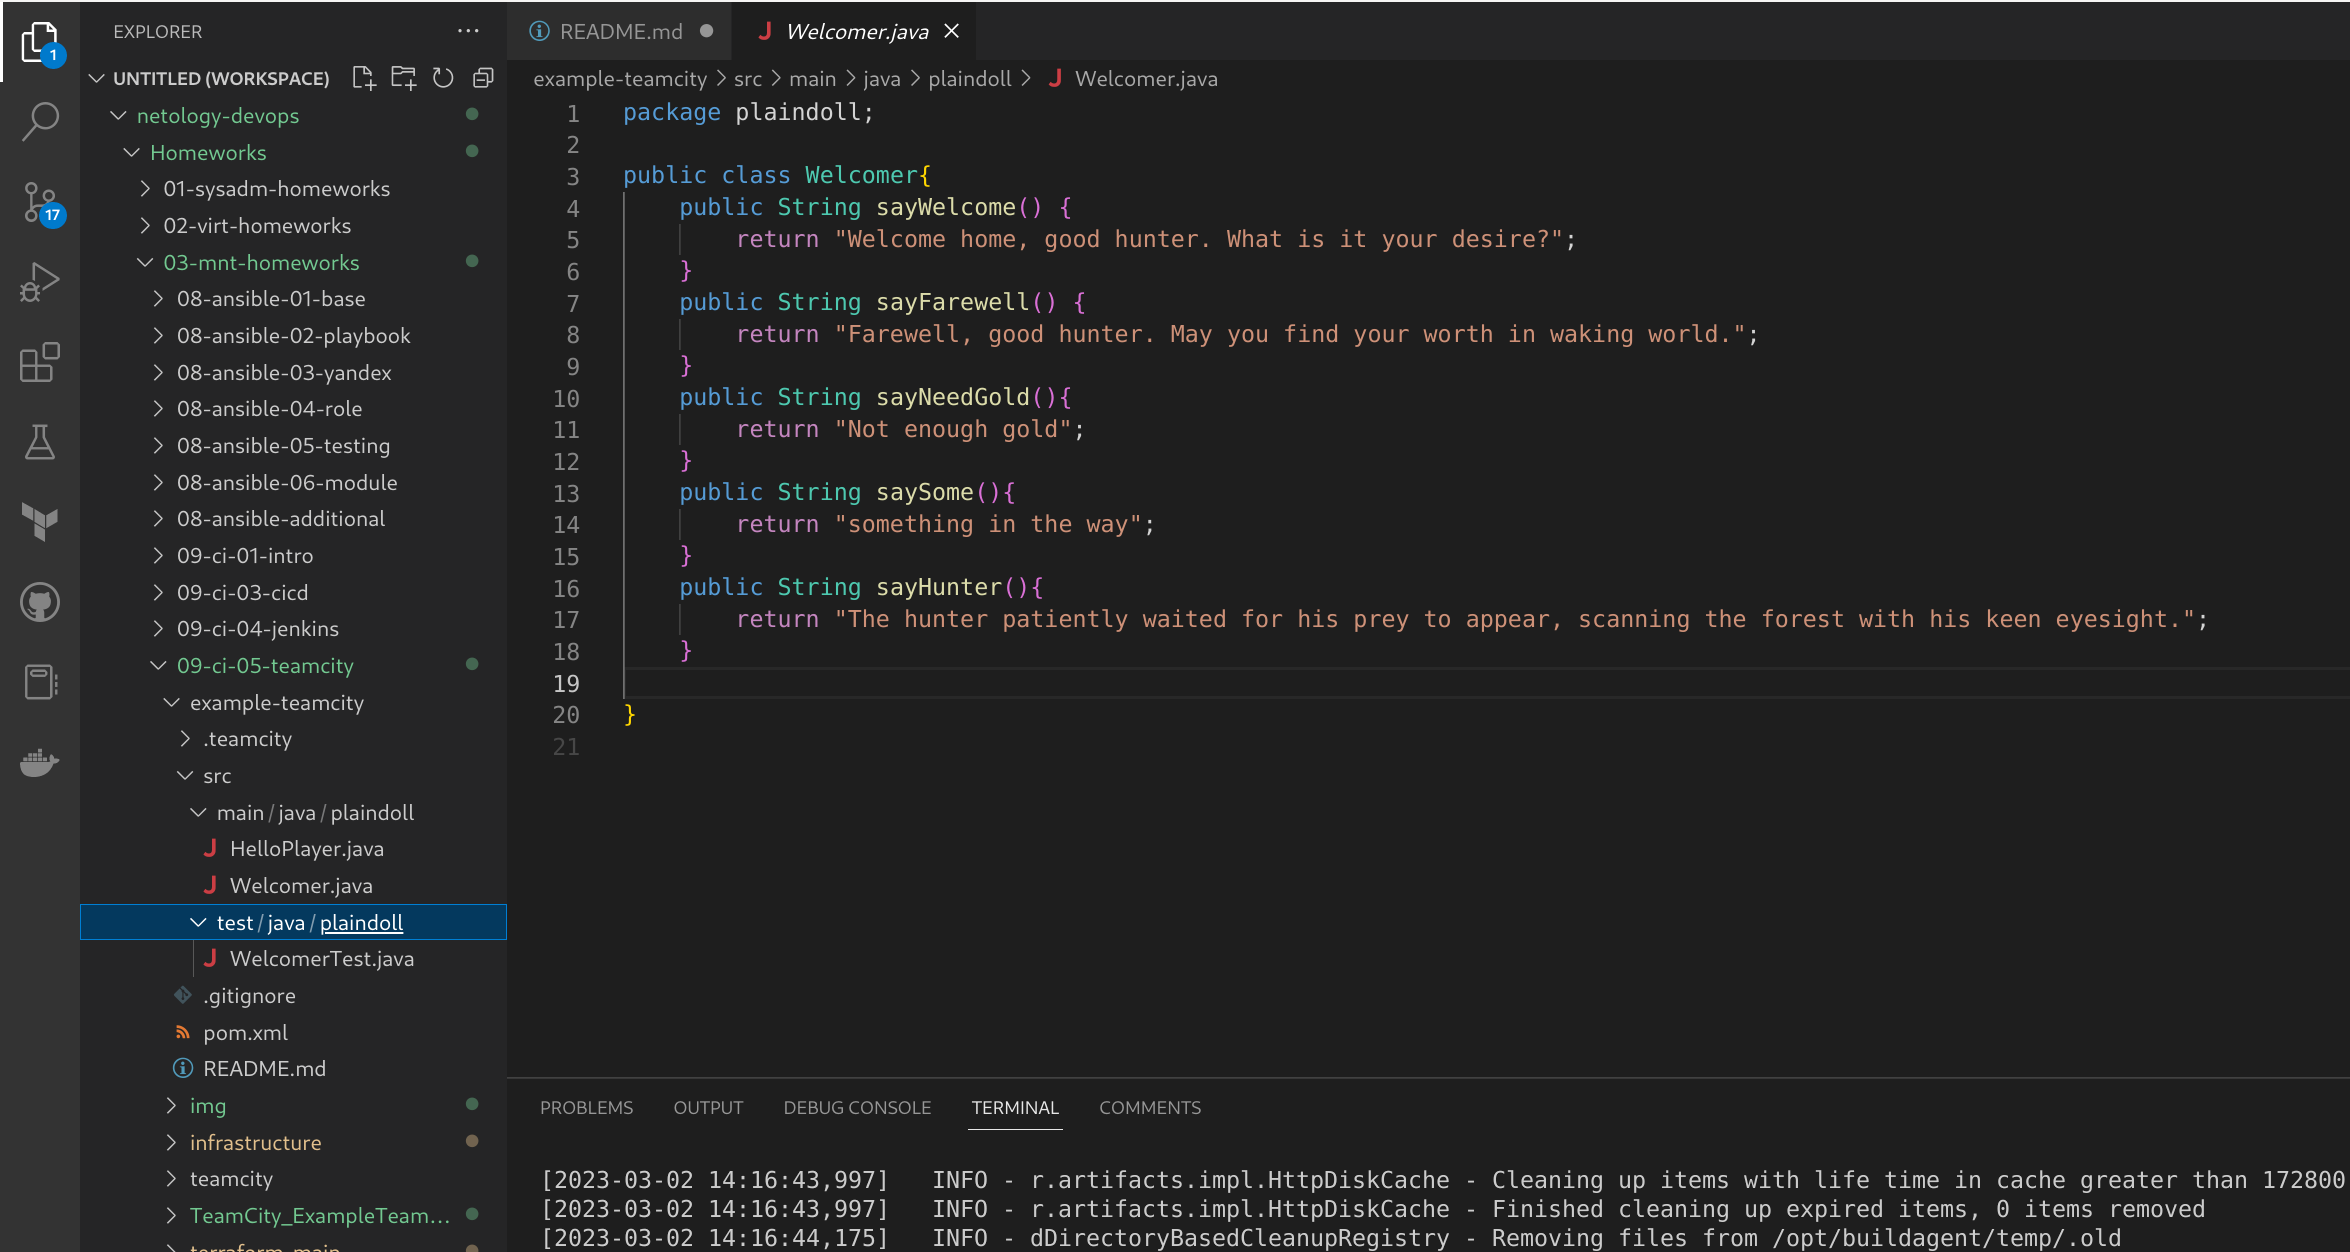 EXPLORER
UNTITLED (WORKSPACE)
netology-devops
Homeworks
01-sysadm-homeworks
02-virt-homeworks
03-mnt-homeworks
08-ansible-01-base
08-ansible-02-playbook
08-ansible-03-yandex
08-ansible-04-role
08-ansible-05-testing
08-ansible-06-module
08-ansible-additional
09-ci-01-intro
09-ci-03-cicd
09-ci-04-jenkins
09-ci-05-teamcity
example-teamcity
.teamcity
src
main / java / plaindoll
HelloPlayer.java
Welcomer.java
test / java / plaindoll
WelcomerTest.java
.gitignore
pom.xml
README.md
img
infrastructure
teamcity
TeamCity_ExampleTeam...
terraform-main
1
17
README.md
Welcomer.java
example-teamcity > src > main > java > plaindoll > Welcomer.java
1 package plaindoll;
2
3 public class Welcomer{
4 public String sayWelcome() {
5 return "Welcome home, good hunter. What is it your desire?";
6 }
7 public String sayFarewell() {
8 return "Farewell, good hunter. May you find your worth in waking world.";
9 }
10 public String sayNeedGold(){
11 return "Not enough gold";
12 }
13 public String saySome(){
14 return "something in the way";
15 }
16 public String sayHunter(){
17 return "The hunter patiently waited for his prey to appear, scanning the forest with his keen eyesight.";
18 }
19
20 }
21
PROBLEMS OUTPUT DEBUG CONSOLE TERMINAL COMMENTS
[2023-03-02 14:16:43,997] INFO - r.artifacts.impl.HttpDiskCache - Cleaning up items with life time in cache greater than 172800
[2023-03-02 14:16:43,997] INFO - r.artifacts.impl.HttpDiskCache - Finished cleaning up expired items, 0 items removed
[2023-03-02 14:16:44,175] INFO - dDirectoryBasedCleanupRegistry - Removing files from /opt/buildagent/temp/.old